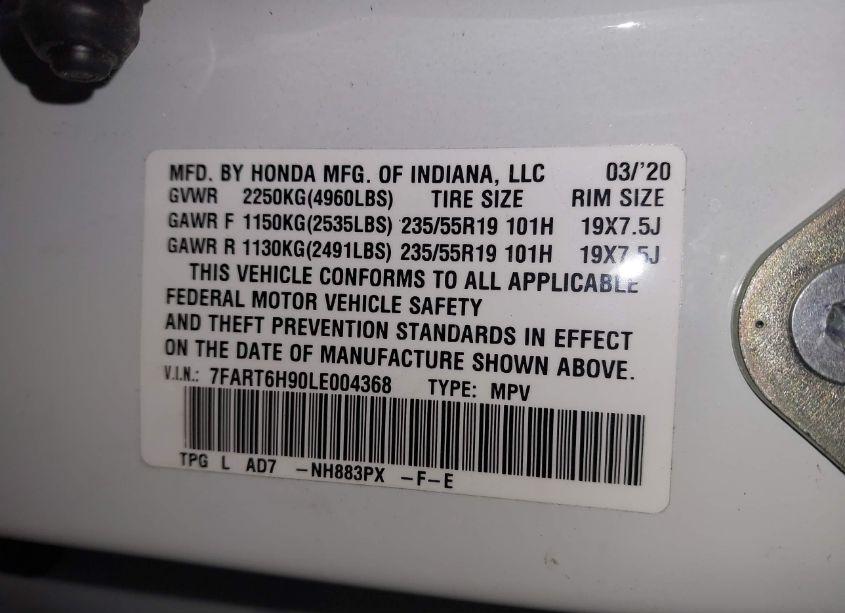 MFD. BY HONDA MFG. OF INDIANA, LLC 03/'20
GVWR 2250KG(4960LBS) TIRE SIZE RIM SIZE
GAWR F 1150KG(2535LBS) 235/55R19 101H 19X7.5J
GAWR R 1130KG(2491LBS) 235/55R19 101H 19X7.5J
THIS VEHICLE CONFORMS TO ALL APPLICABLE
FEDERAL MOTOR VEHICLE SAFETY
AND THEFT PREVENTION STANDARDS IN EFFECT
ON THE DATE OF MANUFACTURE SHOWN ABOVE.
V.I.N.: 7FART6H90LE004368 TYPE: MPV
TPG L AD7 -NH883PX -F-E